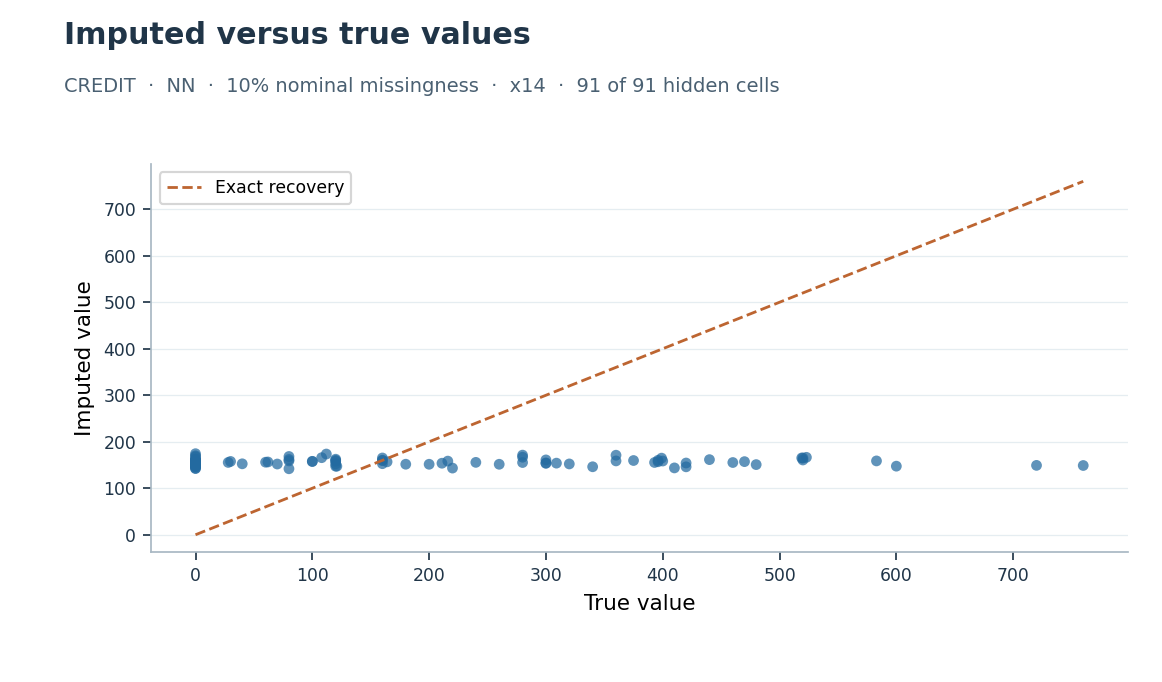 Imputed versus true values
CREDIT · NN · 10% nominal missingness · x14 · 91 of 91 hidden cells
Exact recovery
Imputed value
700
600
500
400
300
200
100
0
0 100 200 300 400 500 600 700
True value